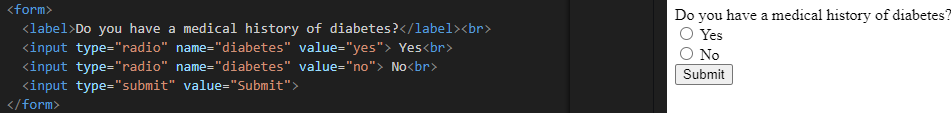 <form>
<label>Do you have a medical history of diabetes?</label><br>
<input type="radio" name="diabetes" value="yes"> Yes<br>
<input type="radio" name="diabetes" value="no"> No<br>
<input type="submit" value="Submit">
</form>
Do you have a medical history of diabetes?
Yes
No
Submit